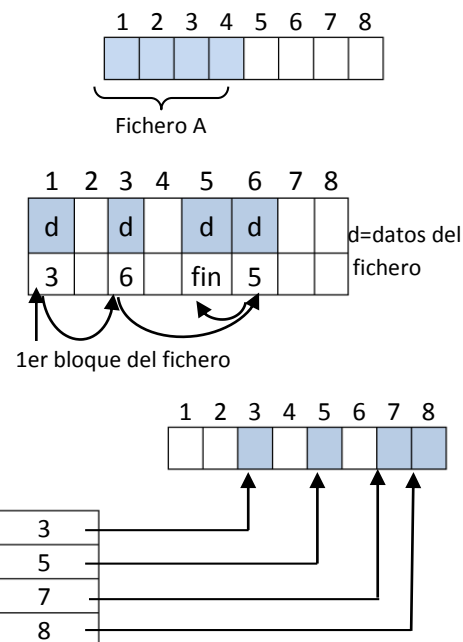 1 2 3 4 5 6 7 8
Fichero A
1 2 3 4 5 6 7 8
d d d d
d=datos del
fichero
3 6 fin 5
1er bloque del fichero
1 2 3 4 5 6 7 8
3
5
7
8